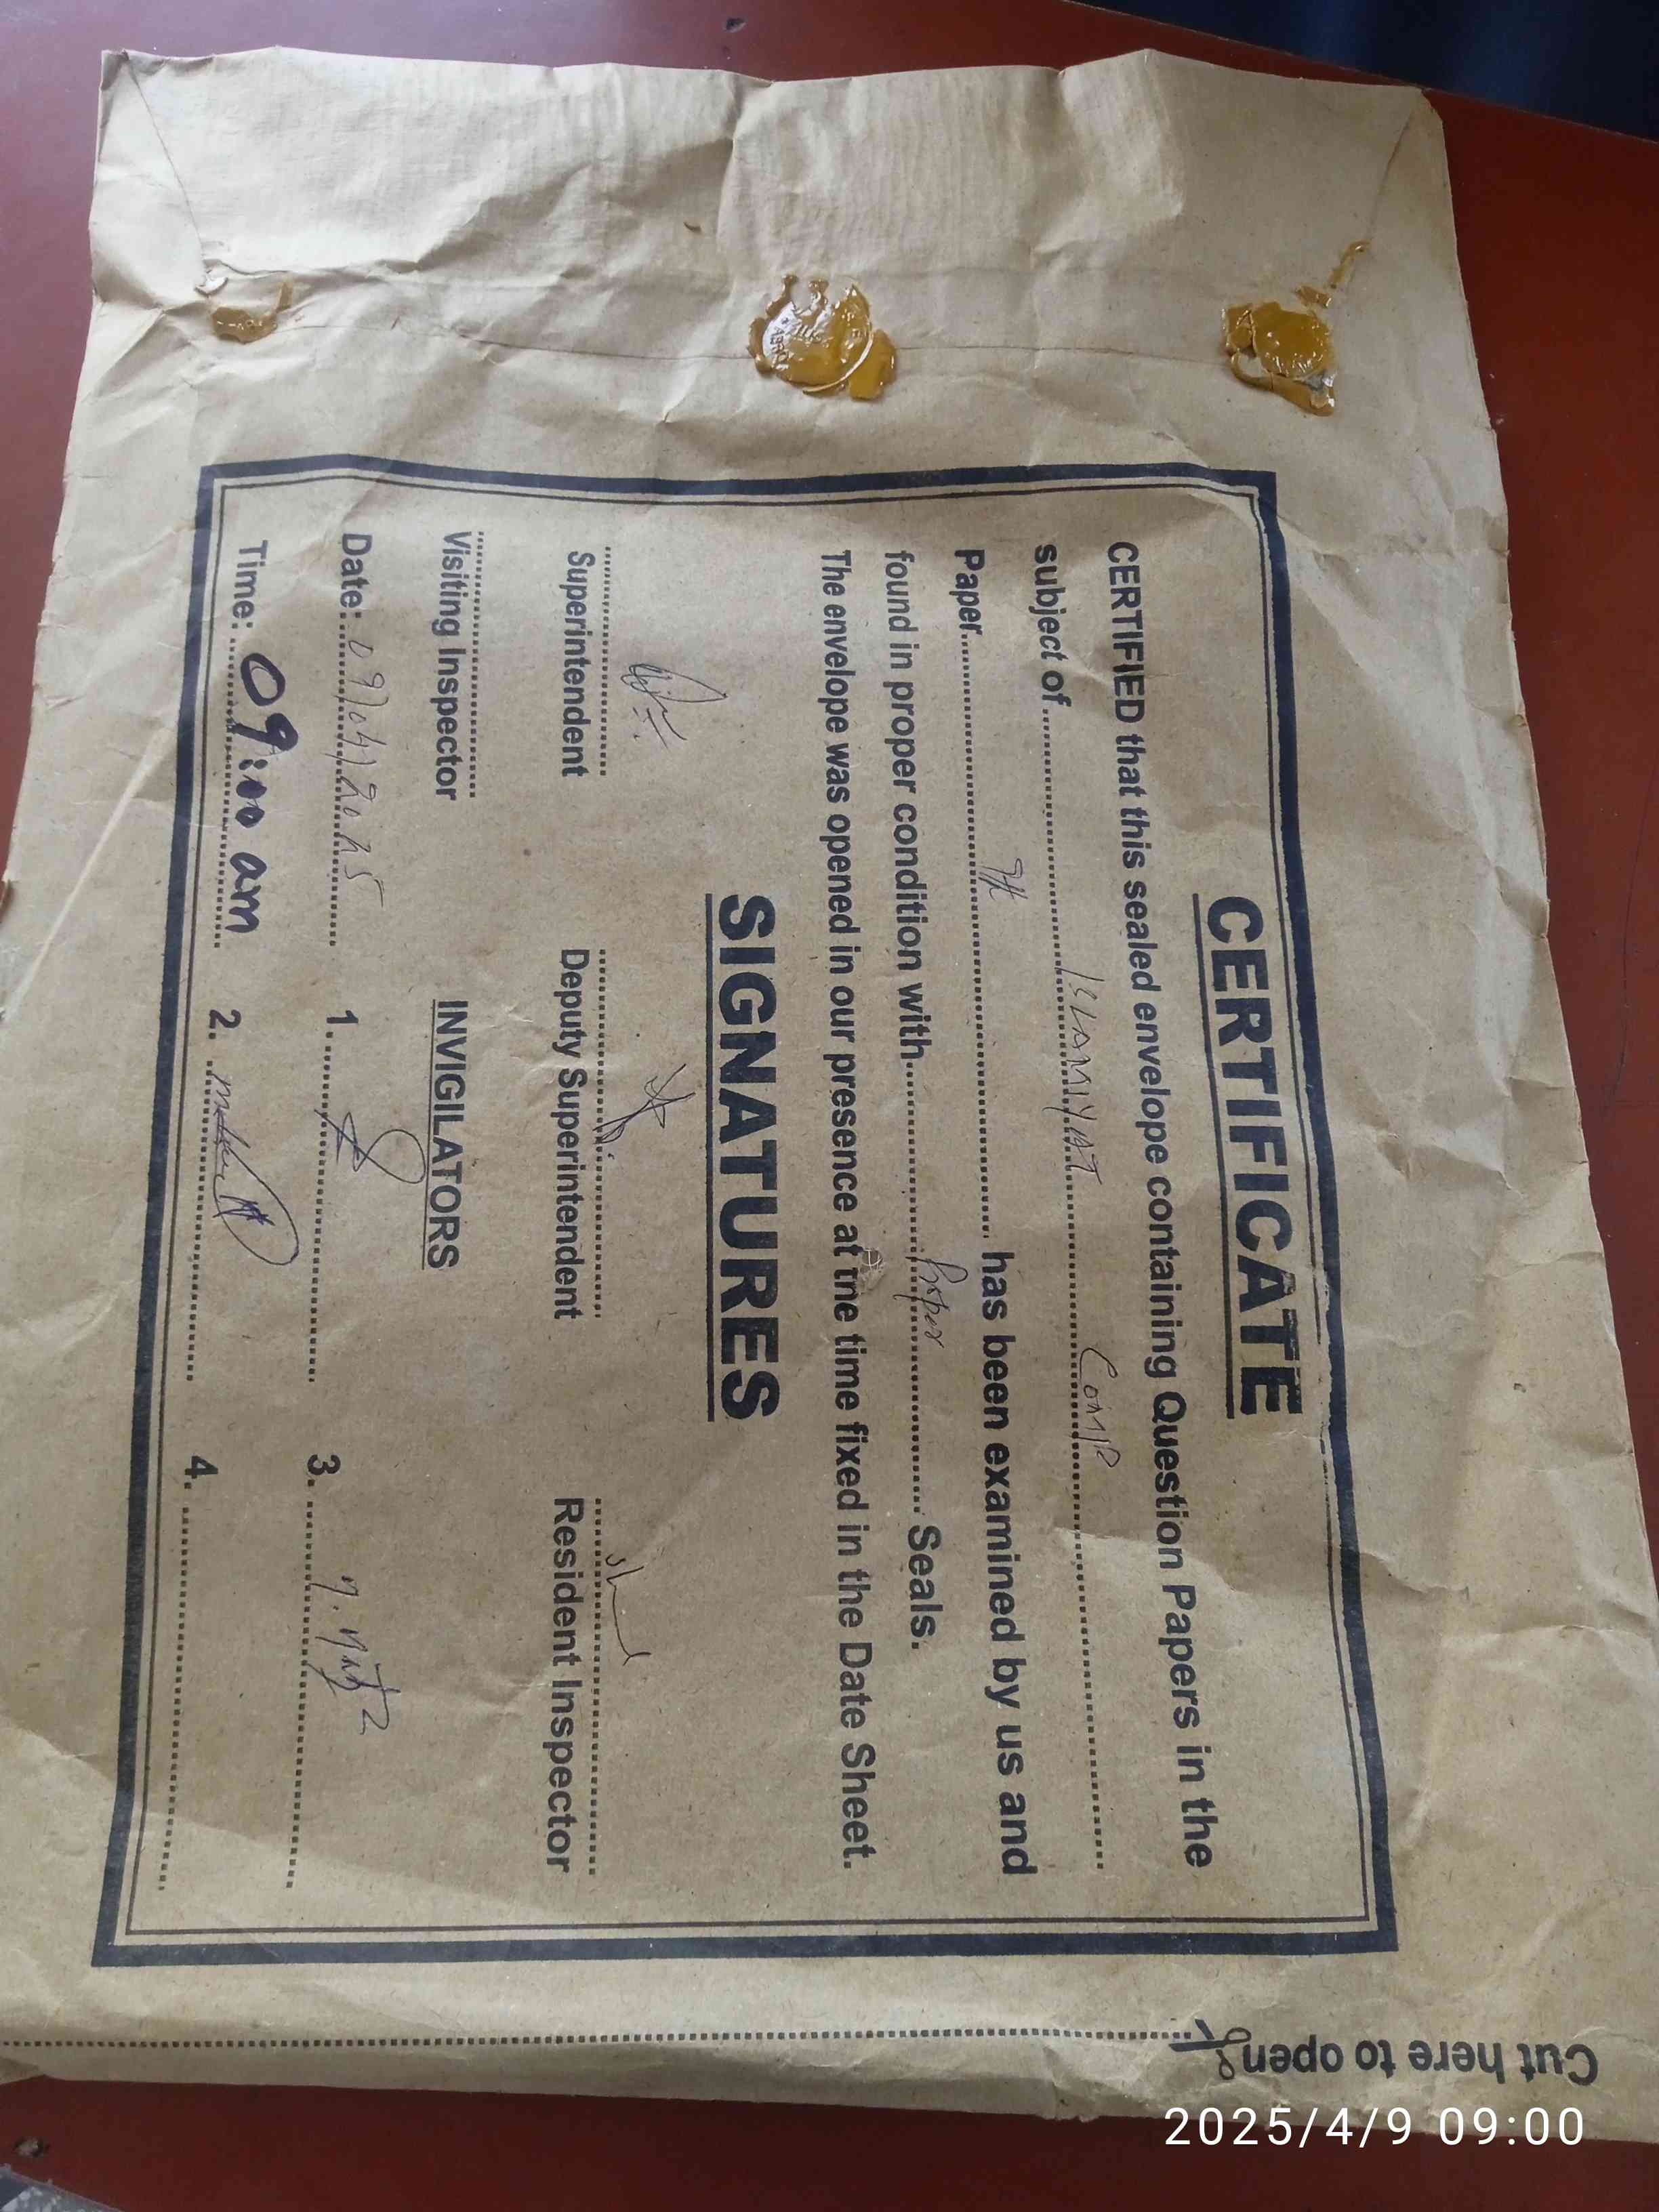 CERTIFICATE
CERTIFIED that this sealed envelope containing Question Papers in the
subject of.......... ISLAMIYAT .......... Comp ..........
Paper.......... has been examined by us and
found in proper condition with.......... Proper .......... Seals.
The envelope was opened in our presence at the time fixed in the Date Sheet.
SIGNATURES
Superintendent Deputy Superintendent Resident Inspector
Visiting Inspector INVIGILATORS
Date: 09/04/2025 1. 3.
Time: 09:00 am 2. 4.
Cut here to open
2025/4/9 09:00